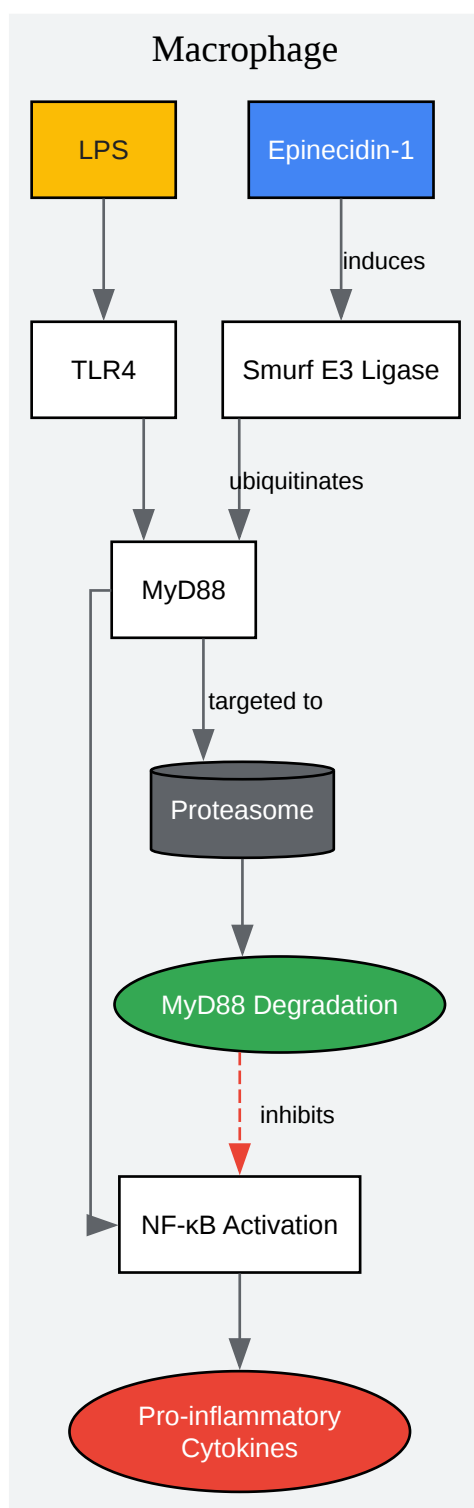 Macrophage
LPS
Epinecidin-1
induces
TLR4
Smurf E3 Ligase
ubiquitinates
MyD88
targeted to
Proteasome
MyD88 Degradation
inhibits
NF-κB Activation
Pro-inflammatory
Cytokines